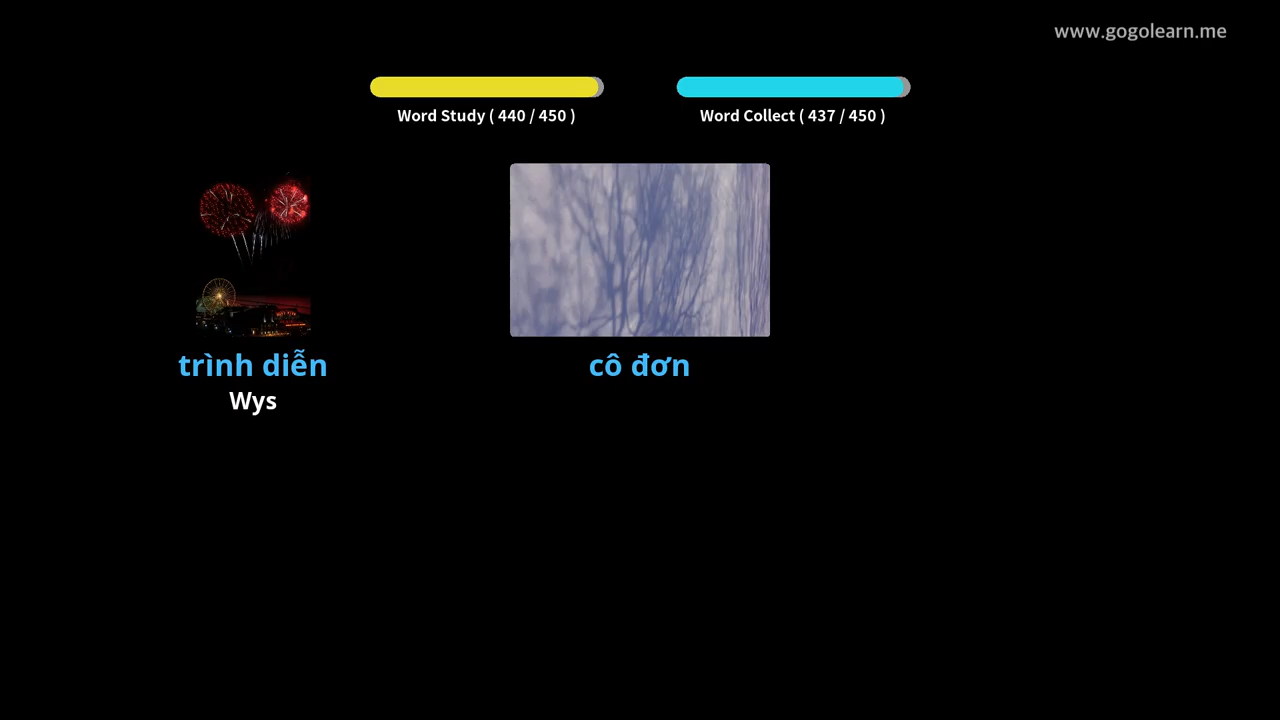 www.gogolearn.me
Word Study ( 440 / 450 )
Word Collect ( 437 / 450 )
trình diễn
Wys
cô đơn